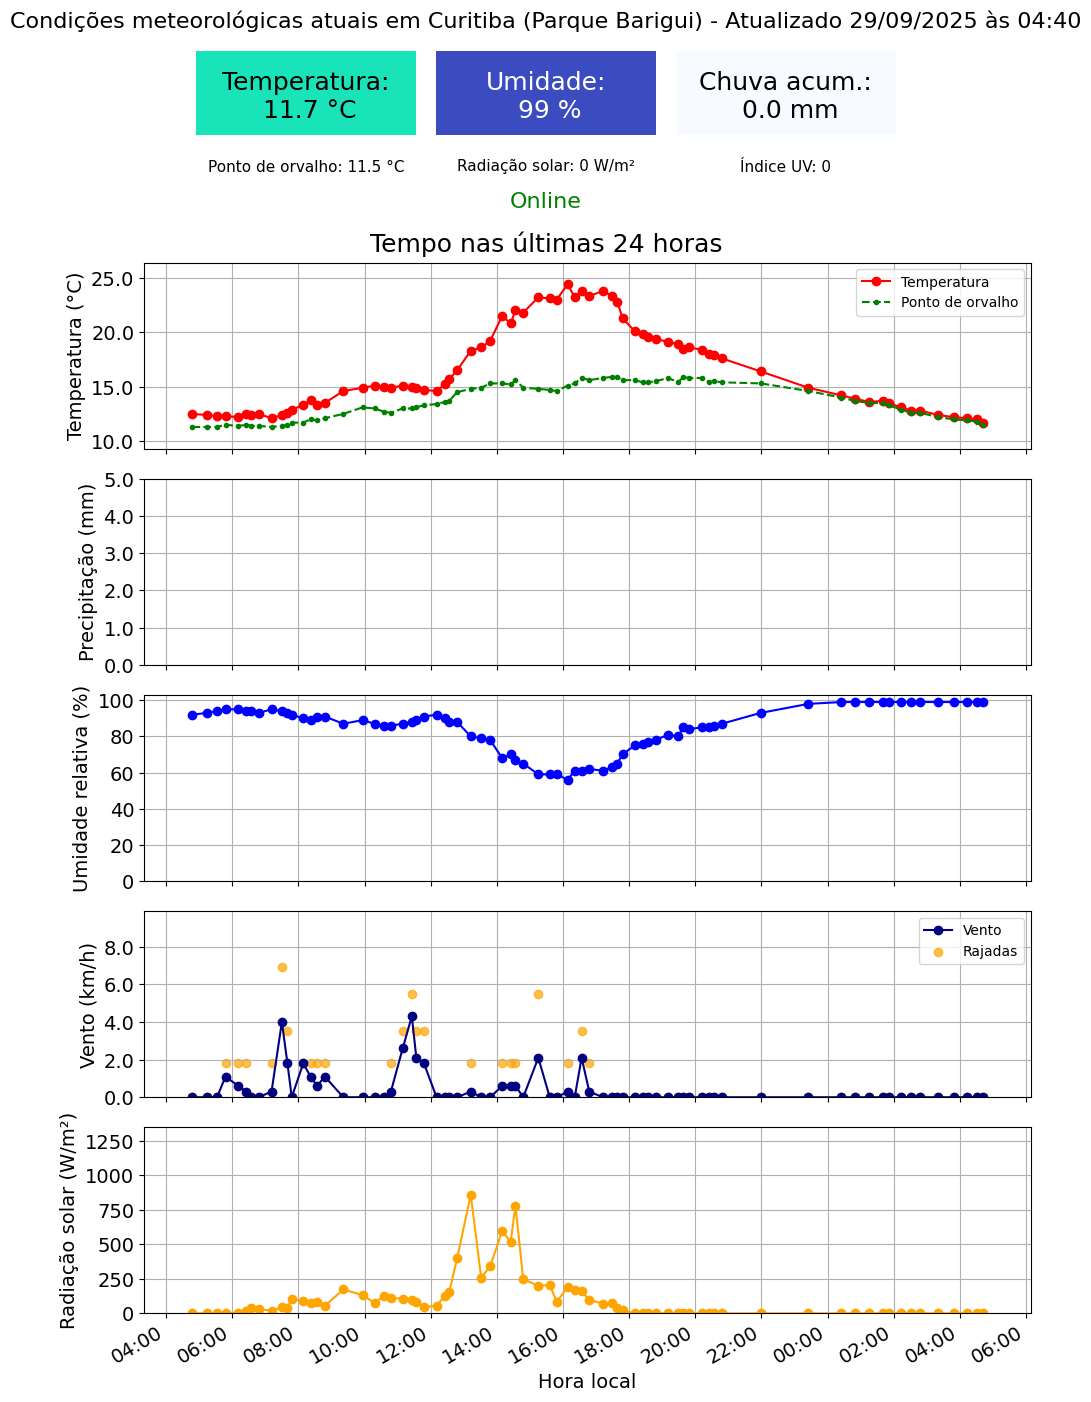 Condições meteorológicas atuais em Curitiba (Parque Barigui) - Atualizado 29/09/2025 às 04:40
Temperatura:
11.7 °C
Umidade:
99 %
Chuva acum.:
0.0 mm
Ponto de orvalho: 11.5 °C
Radiação solar: 0 W/m²
Índice UV: 0
Online
Tempo nas últimas 24 horas
Temperatura (°C)
25.0
20.0
15.0
10.0
Temperatura
Ponto de orvalho
Precipitação (mm)
5.0
4.0
3.0
2.0
1.0
0.0
Umidade relativa (%)
100
80
60
40
20
0
Vento (km/h)
8.0
6.0
4.0
2.0
0.0
Vento
Rajadas
Radiação solar (W/m²)
1250
1000
750
500
250
0
04:00
06:00
08:00
10:00
12:00
14:00
16:00
18:00
20:00
22:00
00:00
02:00
04:00
06:00
Hora local